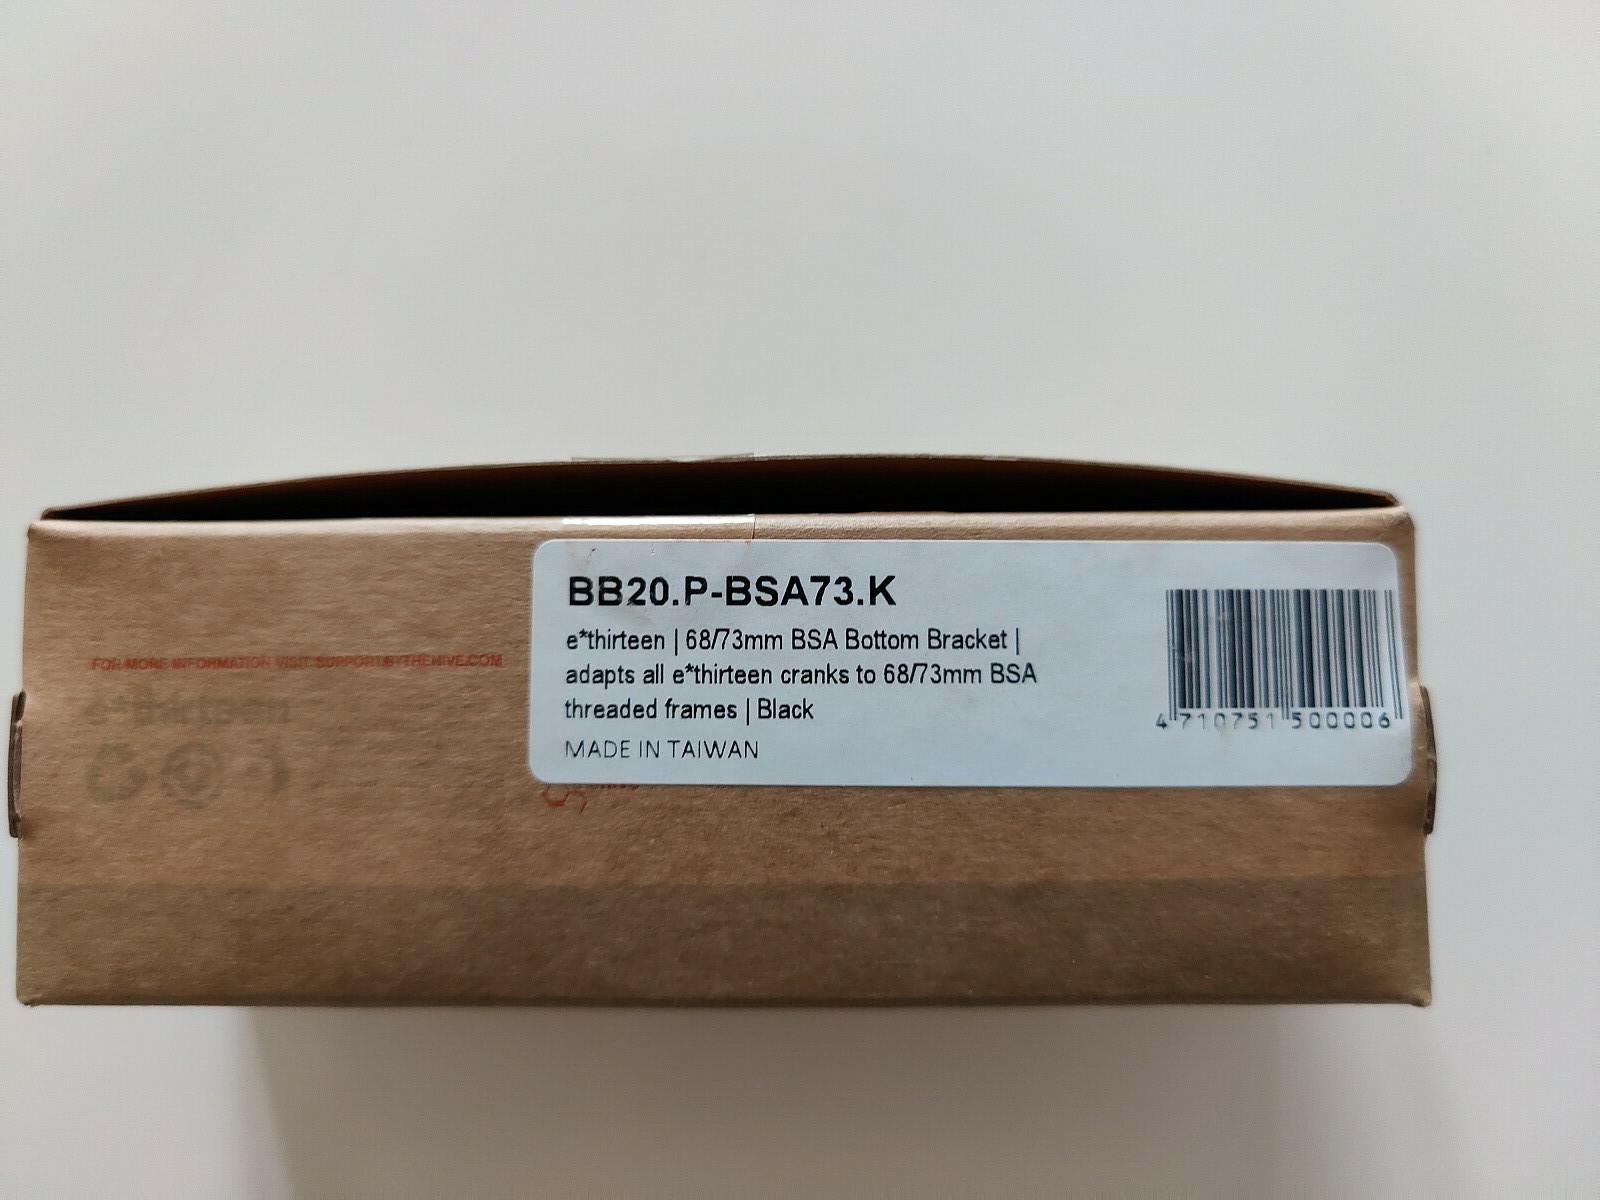 BB20.P-BSA73.K
e*thirteen | 68/73mm BSA Bottom Bracket |
adapts all e*thirteen cranks to 68/73mm BSA
threaded frames | Black
MADE IN TAIWAN
4 710751 500006
FOR MORE INFORMATION VISIT SUPPORT.BYTHEHIVE.COM
e*thirteen